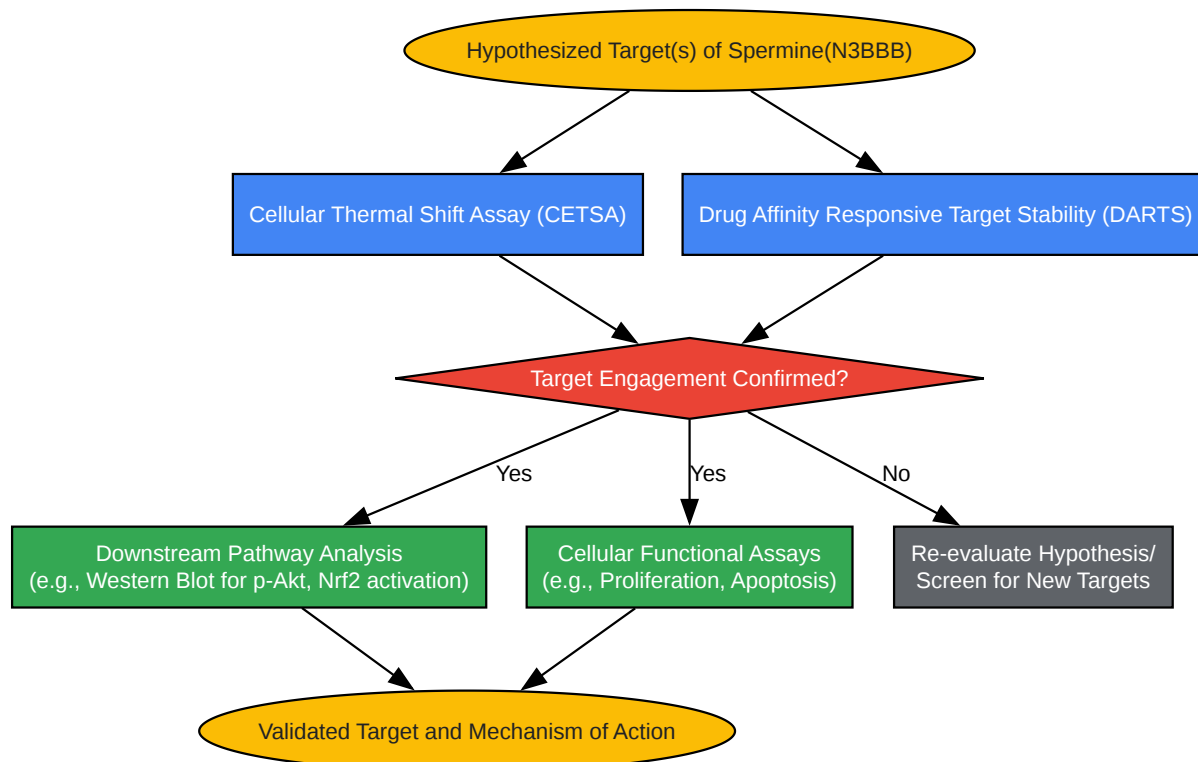 Hypothesized Target(s) of Spermine(N3BBB)
Cellular Thermal Shift Assay (CETSA)
Drug Affinity Responsive Target Stability (DARTS)
Target Engagement Confirmed?
Yes
Yes
No
Downstream Pathway Analysis
(e.g., Western Blot for p-Akt, Nrf2 activation)
Cellular Functional Assays
(e.g., Proliferation, Apoptosis)
Re-evaluate Hypothesis/
Screen for New Targets
Validated Target and Mechanism of Action